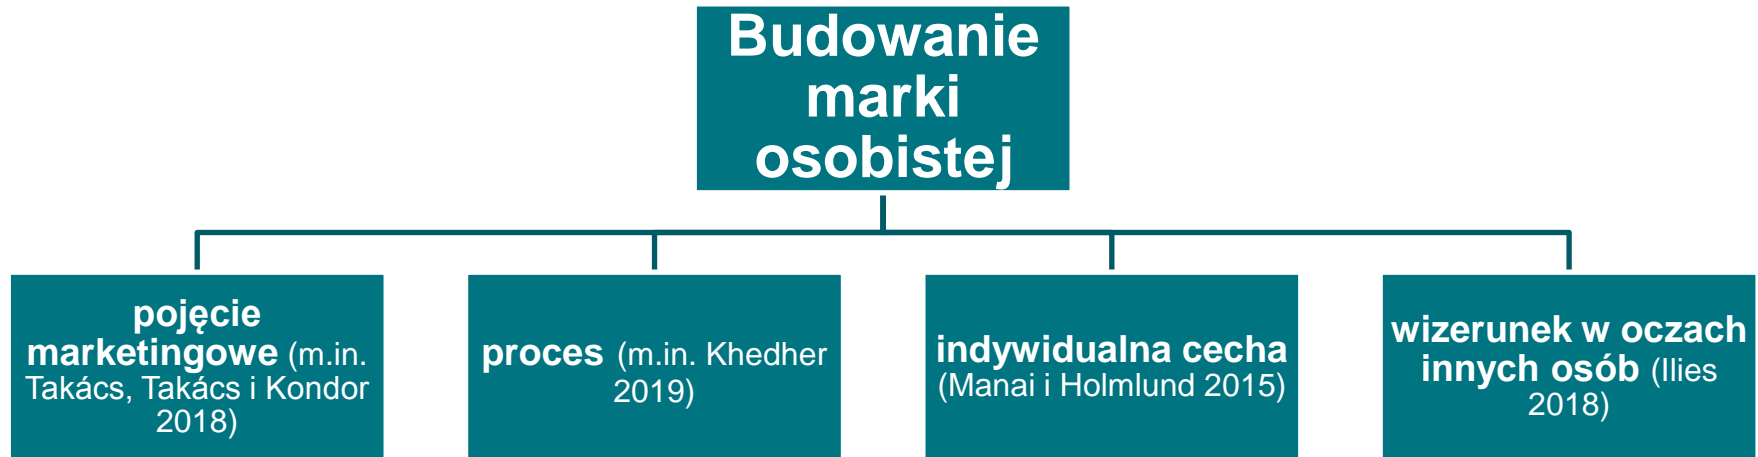 Budowanie
marki
osobistej
pojęcie
marketingowe (m.in.
Takács, Takács i Kondor
2018)
proces (m.in. Khedher
2019)
indywidualna cecha
(Manai i Holmlund 2015)
wizerunek w oczach
innych osób (Ilies
2018)